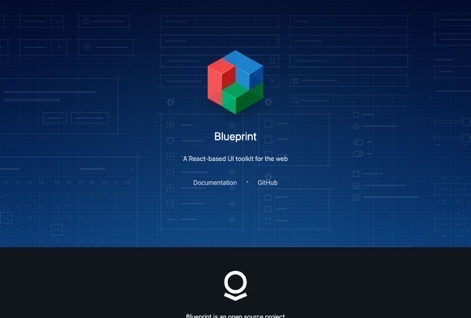 Blueprint
A React-based UI toolkit for the web
Documentation · GitHub
Blueprint is an open source project